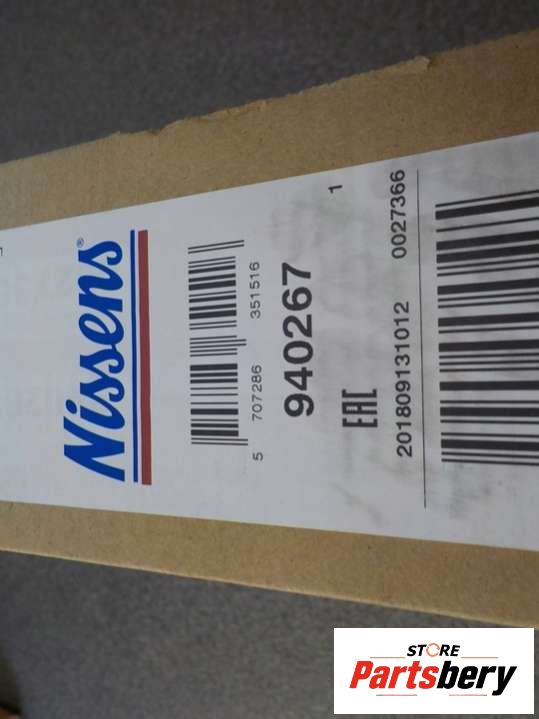 Nissens®
5 707286 351516
940267
1
EAC
201809131012 0027366
STORE
Partsbery